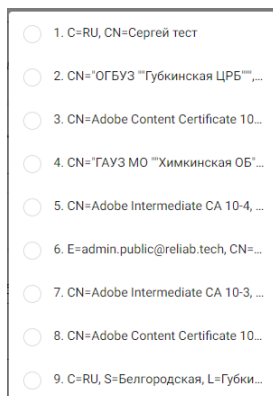 1. C=RU, CN=Сергей тест
2. CN="ОГБУЗ ""Губкинская ЦРБ""",...
3. CN=Adobe Content Certificate 10...
4. CN="ГАУЗ МО ""Химкинская ОБ"...
5. CN=Adobe Intermediate CA 10-4, ...
6. E=admin.public@reliab.tech, CN=...
7. CN=Adobe Intermediate CA 10-3, ...
8. CN=Adobe Content Certificate 10...
9. C=RU, S=Белгородская, L=Губки...